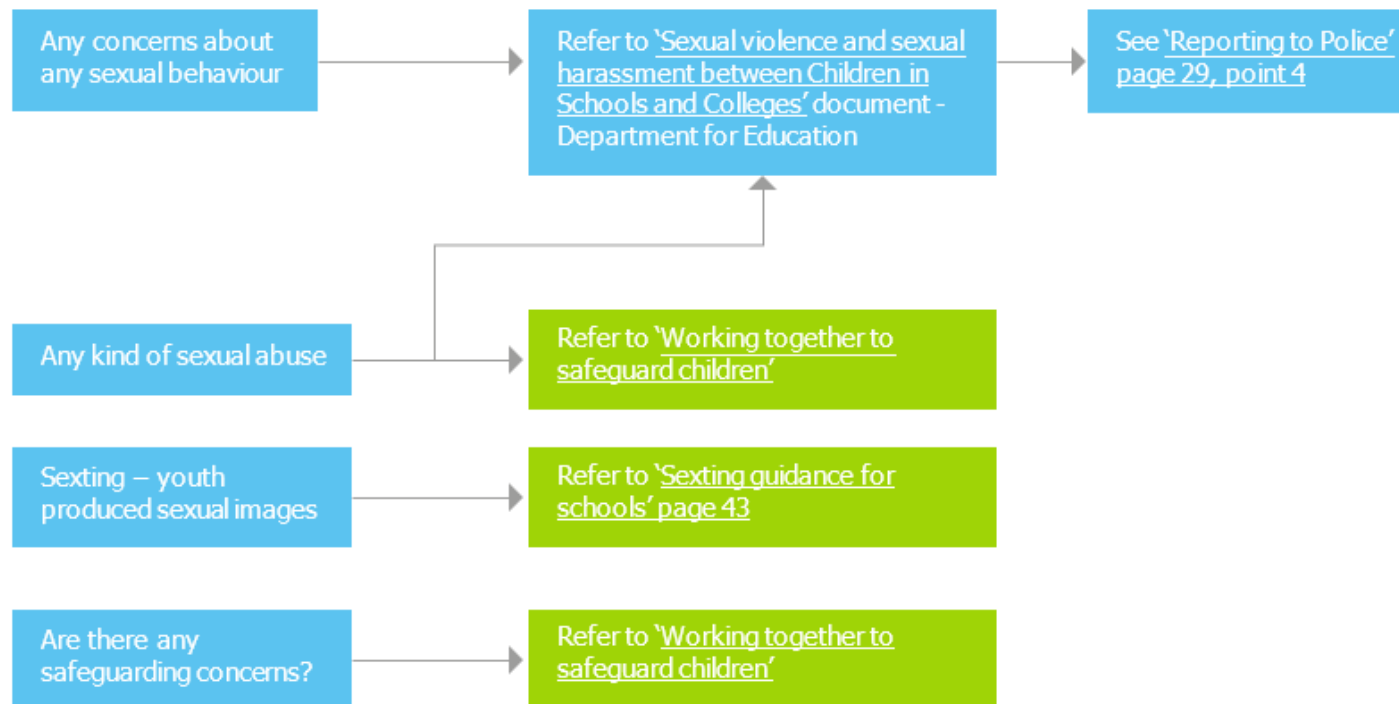 Any concerns about
any sexual behaviour
Refer to ‘Sexual violence and sexual
harassment between Children in
Schools and Colleges’ document -
Department for Education
See ‘Reporting to Police’
page 29, point 4
Any kind of sexual abuse
Refer to ‘Working together to
safeguard children’
Sexting – youth
produced sexual images
Refer to ‘Sexting guidance for
schools’ page 43
Are there any
safeguarding concerns?
Refer to ‘Working together to
safeguard children’